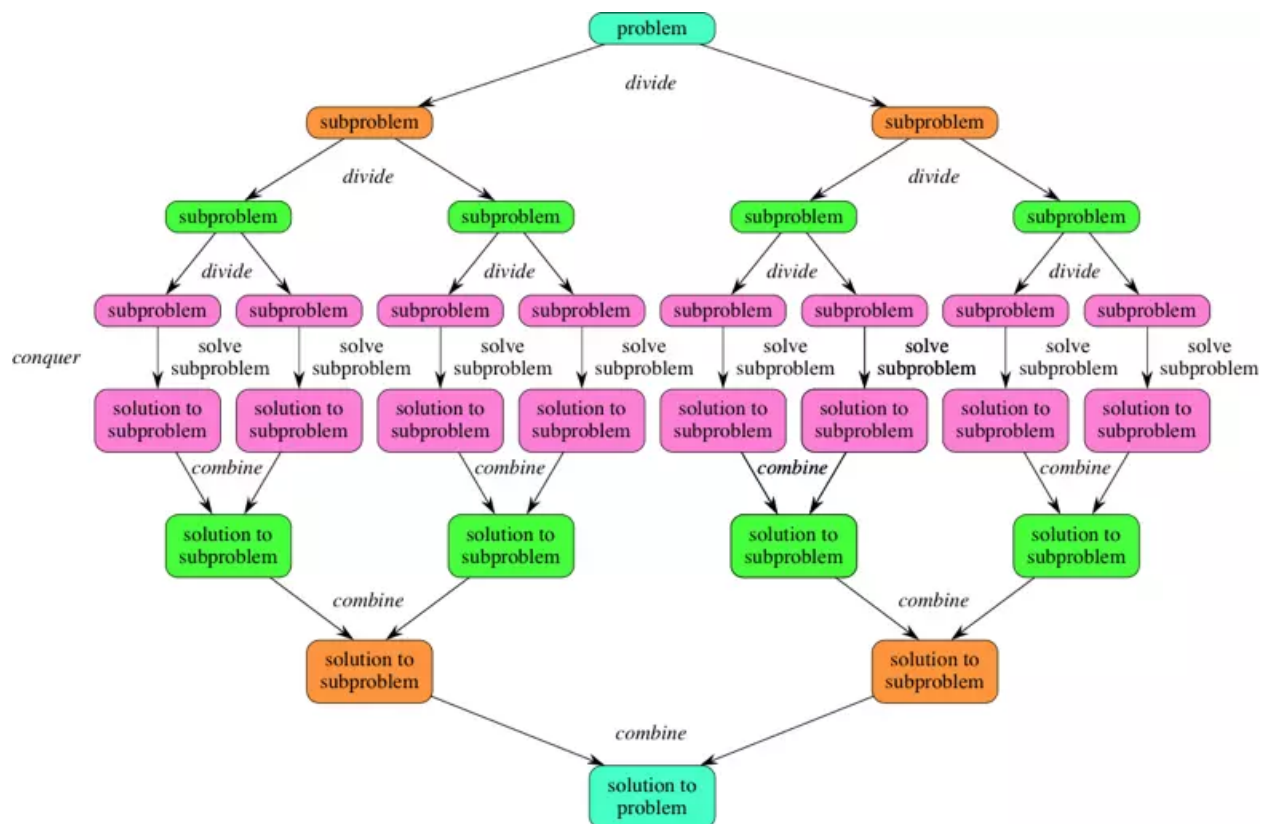 problem
divide
subproblem subproblem
divide divide
subproblem subproblem subproblem subproblem
divide divide divide divide
subproblem subproblem subproblem subproblem subproblem subproblem subproblem subproblem
solve solve solve solve solve solve solve solve
conquer
subproblem subproblem subproblem subproblem subproblem subproblem subproblem subproblem
solution to solution to solution to solution to solution to solution to solution to solution to
subproblem subproblem subproblem subproblem subproblem subproblem subproblem subproblem
combine combine combine combine
solution to solution to solution to solution to
subproblem subproblem subproblem subproblem
combine combine
solution to solution to
subproblem subproblem
combine
solution to
problem